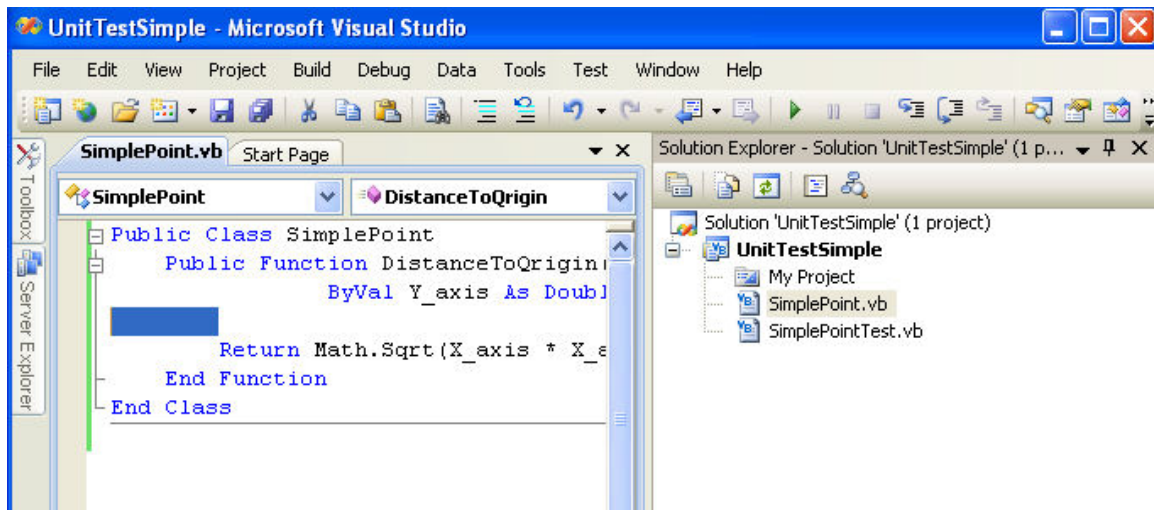 UnitTestSimple - Microsoft Visual Studio
File Edit View Project Build Debug Data Tools Test Window Help
SimplePoint.vb Start Page
Solution Explorer - Solution 'UnitTestSimple' (1 p...
Toolbox
Server Explorer
SimplePoint DistanceToQrigin
Public Class SimplePoint
Public Function DistanceToQrigin(
ByVal Y_axis As Doubl
Return Math.Sqrt(X_axis * X_a
End Function
End Class
Solution 'UnitTestSimple' (1 project)
UnitTestSimple
My Project
SimplePoint.vb
SimplePointTest.vb